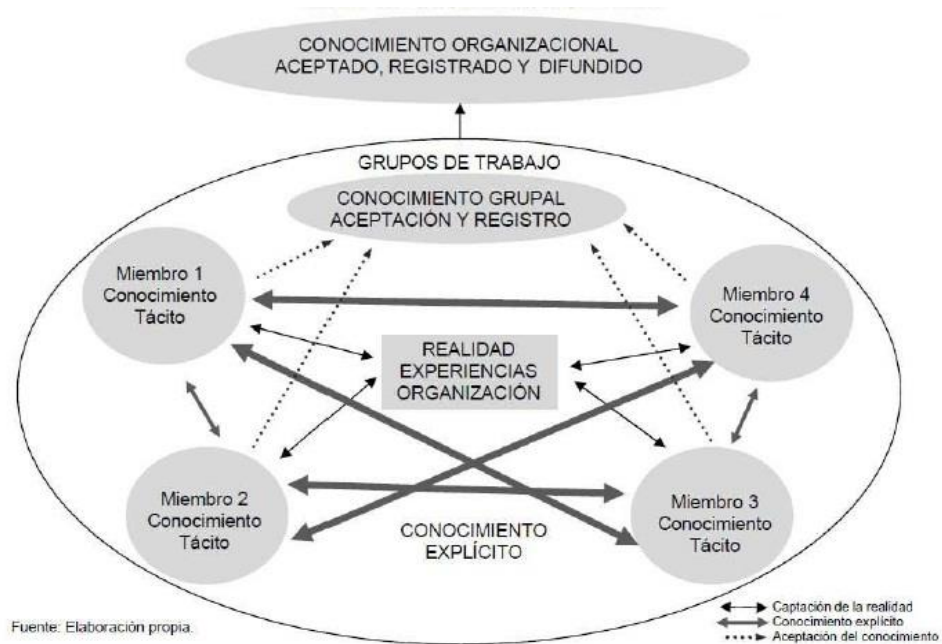 CONOCIMIENTO ORGANIZACIONAL
ACEPTADO, REGISTRADO Y DIFUNDIDO
GRUPOS DE TRABAJO
CONOCIMIENTO GRUPAL
ACEPTACIÓN Y REGISTRO
Miembro 1
Conocimiento
Tácito
Miembro 4
Conocimiento
Tácito
REALIDAD
EXPERIENCIAS
ORGANIZACIÓN
Miembro 2
Conocimiento
Tácito
Miembro 3
Conocimiento
Tácito
CONOCIMIENTO
EXPLÍCITO
Fuente: Elaboración propia.
Captación de la realidad
Conocimiento explícito
Aceptación del conocimiento